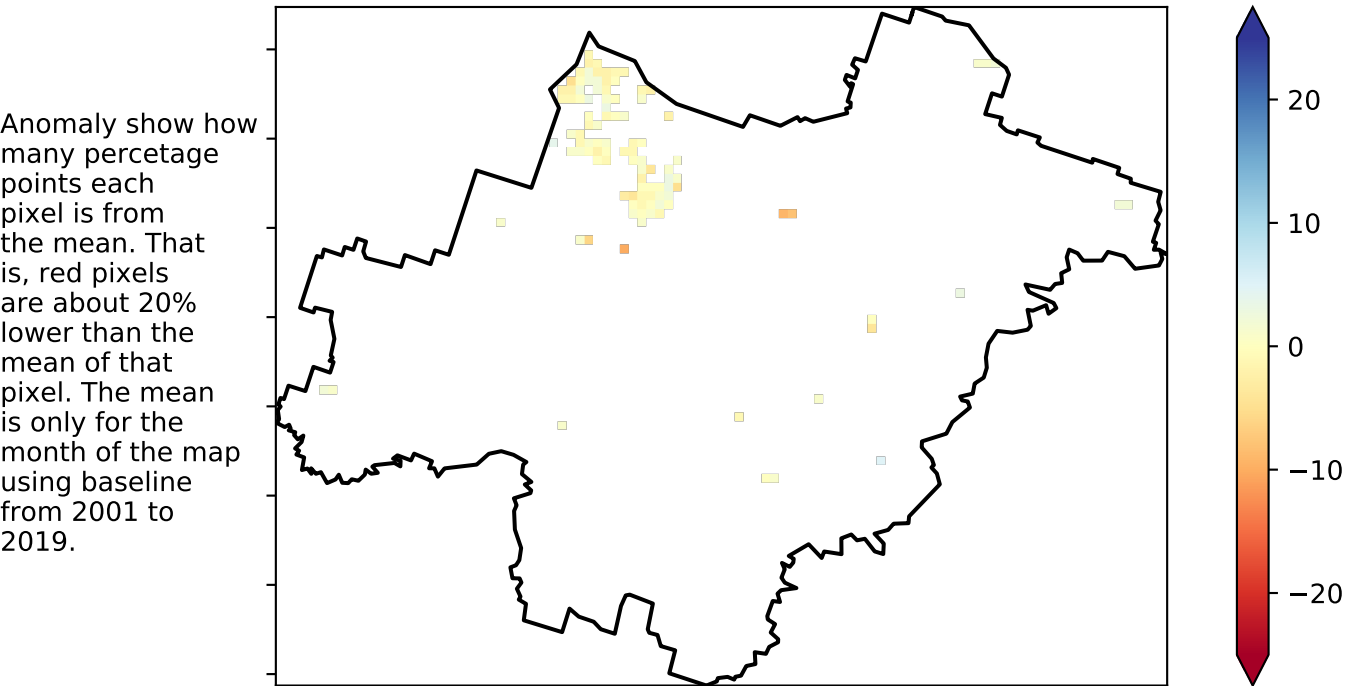 Anomaly show how
many percetage
points each
pixel is from
the mean. That
is, red pixels
are about 20%
lower than the
mean of that
pixel. The mean
is only for the
month of the map
using baseline
from 2001 to
2019.
20
10
0
−10
−20